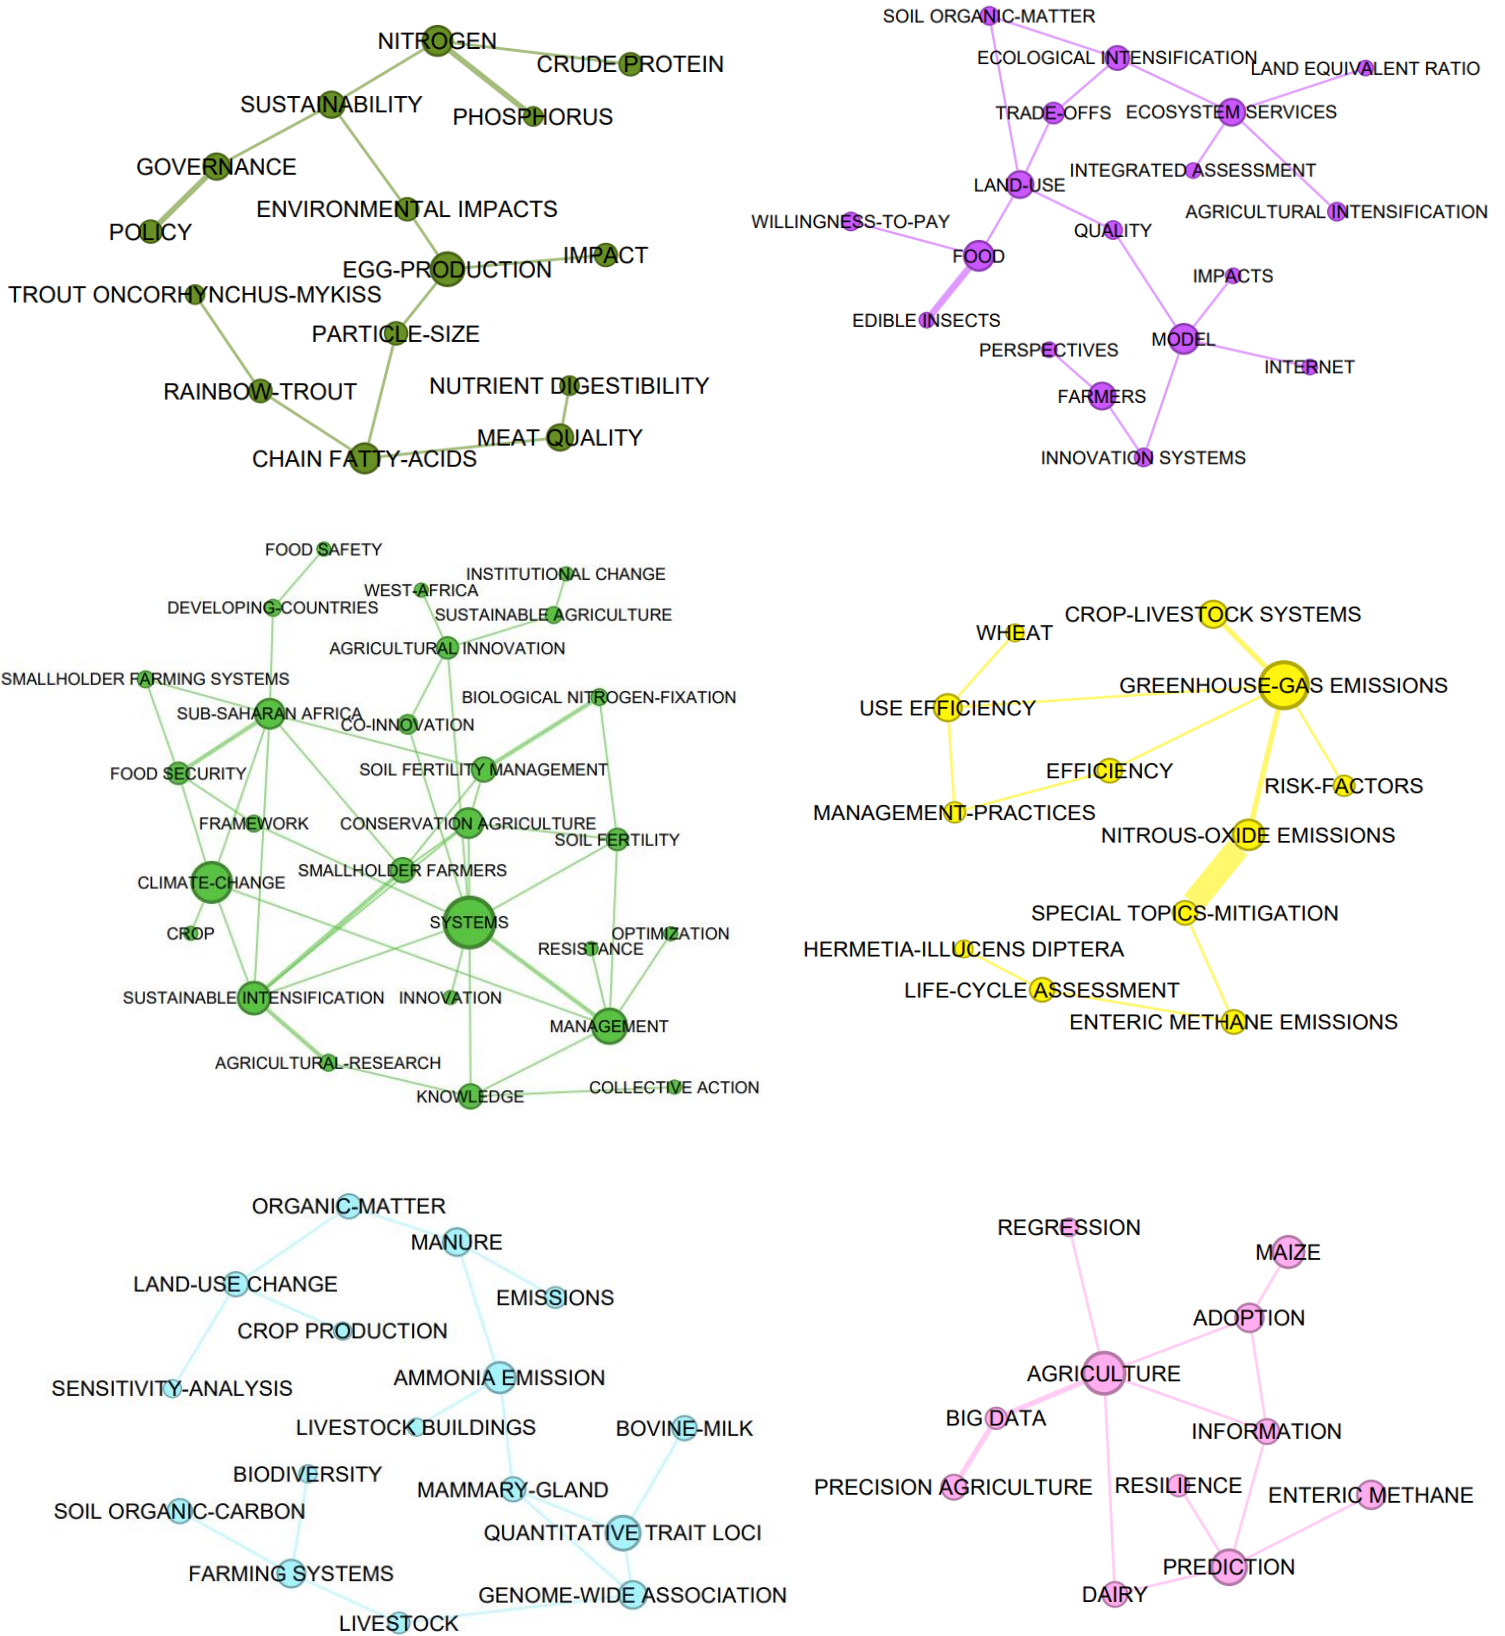 NITROGEN
CRUDE PROTEIN
SUSTAINABILITY
PHOSPHORUS
GOVERNANCE
ENVIRONMENTAL IMPACTS
POLICY
IMPACT
EGG-PRODUCTION
TROUT ONCORHYNCHUS-MYKISS
PARTICLE-SIZE
RAINBOW-TROUT
NUTRIENT DIGESTIBILITY
MEAT QUALITY
CHAIN FATTY-ACIDS
SOIL ORGANIC-MATTER
ECOLOGICAL INTENSIFICATION
LAND EQUIVALENT RATIO
TRADE-OFFS
ECOSYSTEM SERVICES
INTEGRATED ASSESSMENT
LAND-USE
AGRICULTURAL INTENSIFICATION
WILLINGNESS-TO-PAY
QUALITY
FOOD
IMPACTS
EDIBLE INSECTS
MODEL
PERSPECTIVES
INTERNET
FARMERS
INNOVATION SYSTEMS
FOOD SAFETY
INSTITUTIONAL CHANGE
WEST-AFRICA
DEVELOPING-COUNTRIES
SUSTAINABLE AGRICULTURE
AGRICULTURAL INNOVATION
SMALLHOLDER FARMING SYSTEMS
BIOLOGICAL NITROGEN-FIXATION
SUB-SAHARAN AFRICA
CO-INNOVATION
FOOD SECURITY
SOIL FERTILITY MANAGEMENT
FRAMEWORK
CONSERVATION AGRICULTURE
SOIL FERTILITY
SMALLHOLDER FARMERS
CLIMATE-CHANGE
SYSTEMS
CROP
OPTIMIZATION
RESISTANCE
SUSTAINABLE INTENSIFICATION
INNOVATION
MANAGEMENT
AGRICULTURAL-RESEARCH
COLLECTIVE ACTION
KNOWLEDGE
CROP-LIVESTOCK SYSTEMS
WHEAT
GREENHOUSE-GAS EMISSIONS
USE EFFICIENCY
EFFICIENCY
RISK-FACTORS
MANAGEMENT-PRACTICES
NITROUS-OXIDE EMISSIONS
SPECIAL TOPICS-MITIGATION
HERMETIA-ILLUCENS DIPTERA
LIFE-CYCLE ASSESSMENT
ENTERIC METHANE EMISSIONS
ORGANIC-MATTER
MANURE
LAND-USE CHANGE
EMISSIONS
CROP PRODUCTION
AMMONIA EMISSION
SENSITIVITY-ANALYSIS
LIVESTOCK BUILDINGS
BOVINE-MILK
BIODIVERSITY
MAMMARY-GLAND
SOIL ORGANIC-CARBON
QUANTITATIVE TRAIT LOCI
FARMING SYSTEMS
GENOME-WIDE ASSOCIATION
LIVESTOCK
REGRESSION
MAIZE
ADOPTION
AGRICULTURE
BIG DATA
INFORMATION
PRECISION AGRICULTURE
RESILIENCE
ENTERIC METHANE
PREDICTION
DAIRY